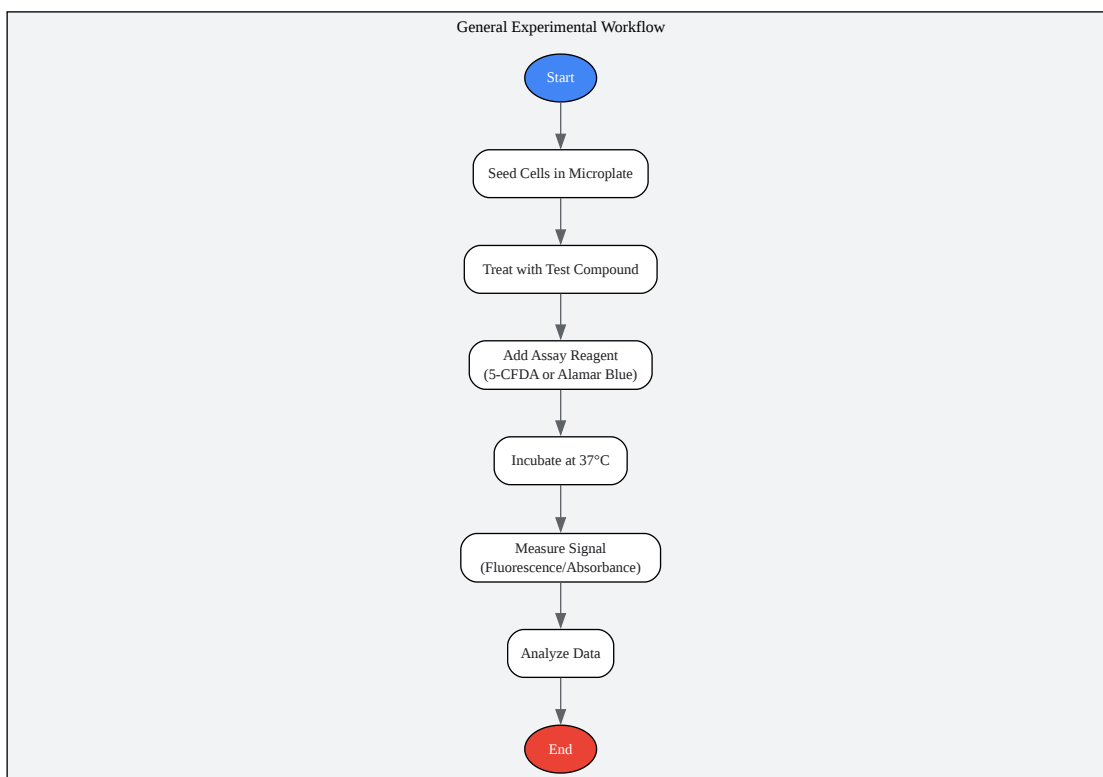 General Experimental Workflow
Start
Seed Cells in Microplate
Treat with Test Compound
Add Assay Reagent
(5-CFDA or Alamar Blue)
Incubate at 37°C
Measure Signal
(Fluorescence/Absorbance)
Analyze Data
End